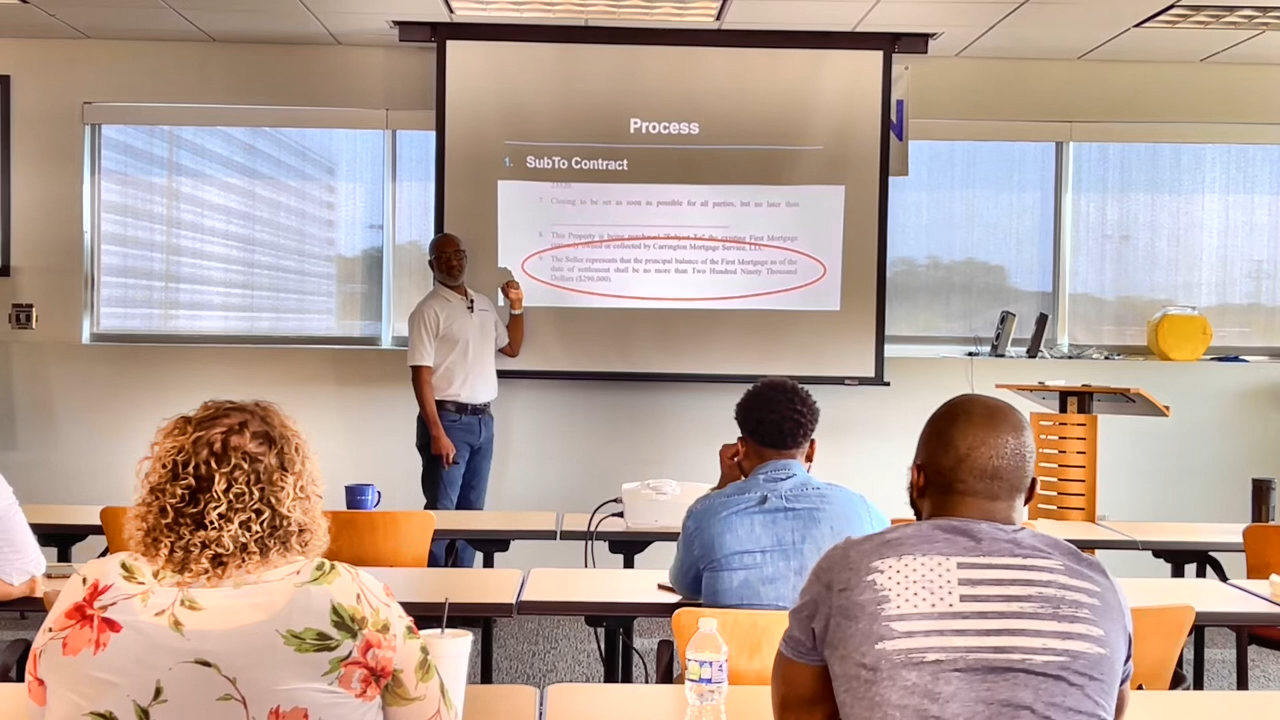 Process
1. SubTo Contract
23320.
7. Closing to be set as soon as possible for all parties, but no later than
8. This Property is being purchased "Subject To" the existing First Mortgage
currently owned or collected by Carrington Mortgage Service, LLC.
9. The Seller represents that the principal balance of the First Mortgage as of the
date of settlement shall be no more than Two Hundred Ninety Thousand
Dollars ($290,000).
N